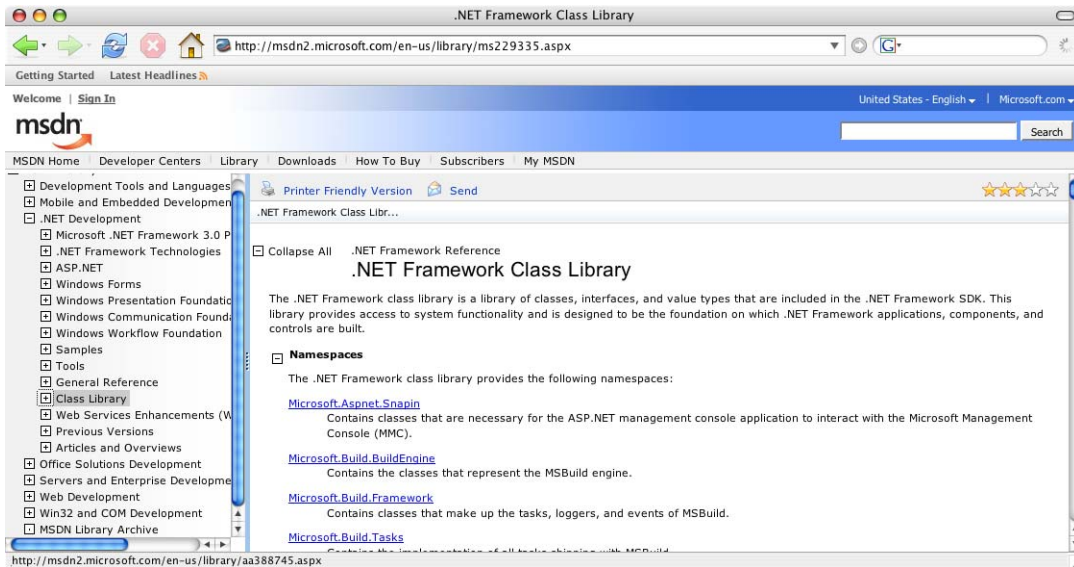 .NET Framework Class Library
http://msdn2.microsoft.com/en-us/library/ms229335.aspx
G
Getting Started Latest Headlines
Welcome | Sign In
United States - English | Microsoft.com
msdn
Search
MSDN Home Developer Centers Library Downloads How To Buy Subscribers My MSDN
Development Tools and Languages
Mobile and Embedded Developmen
.NET Development
Microsoft .NET Framework 3.0 P
.NET Framework Technologies
ASP.NET
Windows Forms
Windows Presentation Foundatio
Windows Communication Founda
Windows Workflow Foundation
Samples
Tools
General Reference
Class Library
Web Services Enhancements (W
Previous Versions
Articles and Overviews
Office Solutions Development
Servers and Enterprise Developme
Web Development
Win32 and COM Development
MSDN Library Archive
Printer Friendly Version Send
.NET Framework Class Libr...
Collapse All .NET Framework Reference
.NET Framework Class Library
The .NET Framework class library is a library of classes, interfaces, and value types that are included in the .NET Framework SDK. This
library provides access to system functionality and is designed to be the foundation on which .NET Framework applications, components, and
controls are built.
Namespaces
The .NET Framework class library provides the following namespaces:
Microsoft.Aspnet.Snapin
Contains classes that are necessary for the ASP.NET management console application to interact with the Microsoft Management
Console (MMC).
Microsoft.Build.BuildEngine
Contains the classes that represent the MSBuild engine.
Microsoft.Build.Framework
Contains classes that make up the tasks, loggers, and events of MSBuild.
Microsoft.Build.Tasks
Contains the implementation of all tasks shipping with MSBuild.
http://msdn2.microsoft.com/en-us/library/aa388745.aspx